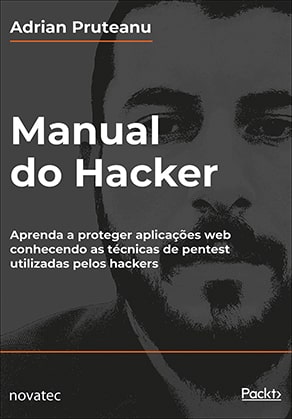 Adrian Pruteanu
Manual
do Hacker
Aprenda a proteger aplicações web
conhecendo as técnicas de pentest
utilizadas pelos hackers
novatec
Packt>